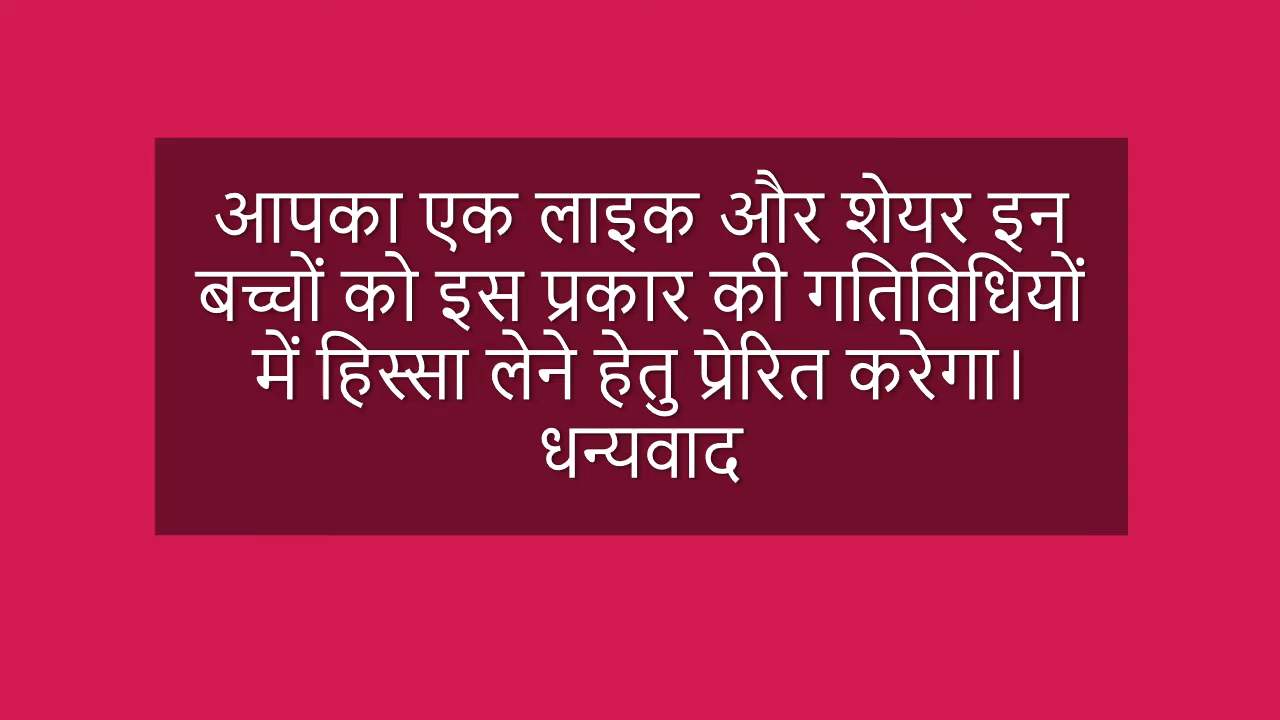 आपका एक लाइक और शेयर इन
बच्चों को इस प्रकार की गतिविधियों
में हिस्सा लेने हेतु प्रेरित करेगा।
धन्यवाद